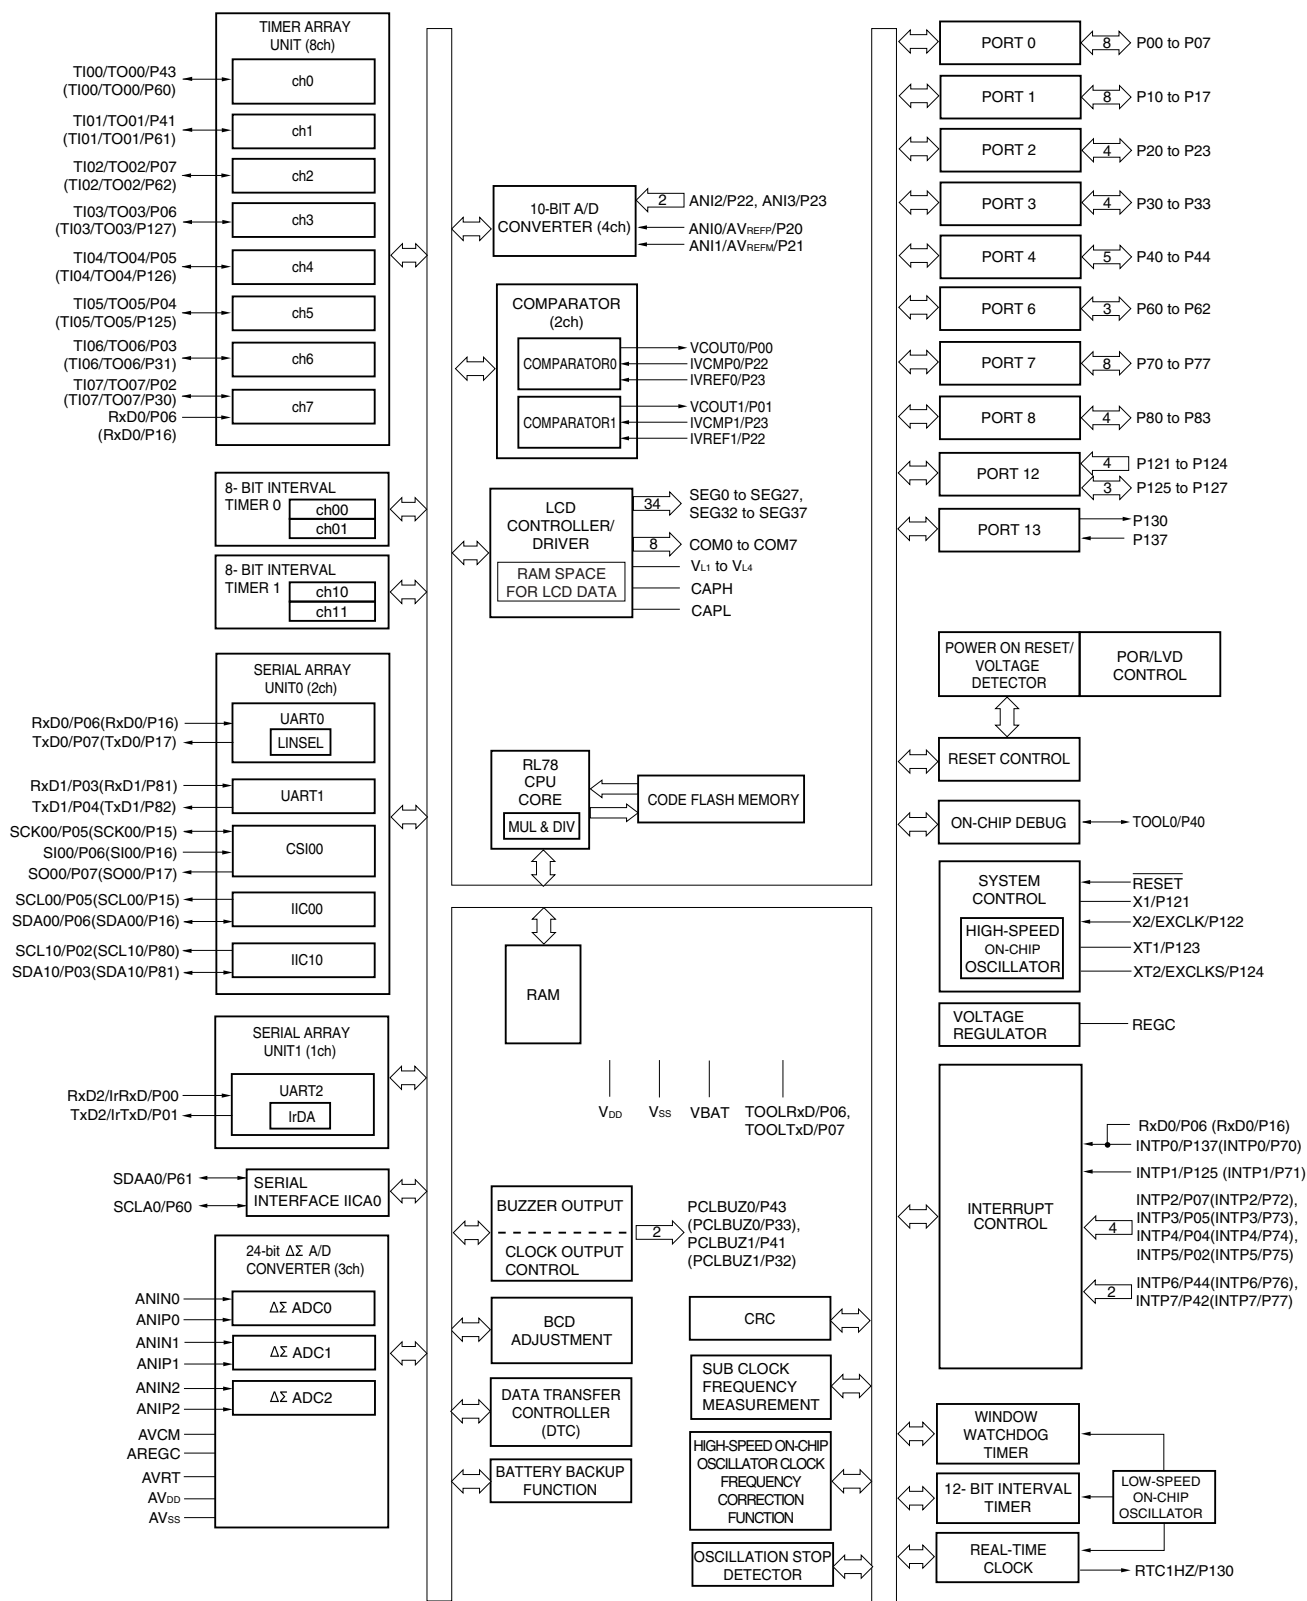 TIMER ARRAY
UNIT (8ch)
TI00/TO00/P43
(TI00/TO00/P60)
ch0
TI01/TO01/P41
(TI01/TO01/P61)
ch1
TI02/TO02/P07
(TI02/TO02/P62)
ch2
TI03/TO03/P06
(TI03/TO03/P127)
ch3
TI04/TO04/P05
(TI04/TO04/P126)
ch4
TI05/TO05/P04
(TI05/TO05/P125)
ch5
TI06/TO06/P03
(TI06/TO06/P31)
ch6
TI07/TO07/P02
(TI07/TO07/P30)
RxD0/P06
(RxD0/P16)
ch7
8- BIT INTERVAL
TIMER 0
ch00
ch01
8- BIT INTERVAL
TIMER 1
ch10
ch11
SERIAL ARRAY
UNIT0 (2ch)
RxD0/P06(RxD0/P16)
TxD0/P07(TxD0/P17)
UART0
LINSEL
RxD1/P03(RxD1/P81)
TxD1/P04(TxD1/P82)
UART1
SCK00/P05(SCK00/P15)
SI00/P06(SI00/P16)
SO00/P07(SO00/P17)
CSI00
SCL00/P05(SCL00/P15)
SDA00/P06(SDA00/P16)
IIC00
SCL10/P02(SCL10/P80)
SDA10/P03(SDA10/P81)
IIC10
SERIAL ARRAY
UNIT1 (1ch)
RxD2/IrRxD/P00
TxD2/IrTxD/P01
UART2
IrDA
SDAA0/P61
SCLA0/P60
SERIAL
INTERFACE IICA0
24-bit ΔΣ A/D
CONVERTER (3ch)
ANIN0
ANIP0
ΔΣ ADC0
ANIN1
ANIP1
ΔΣ ADC1
ANIN2
ANIP2
ΔΣ ADC2
AVCM
AREGC
AVRT
AVDD
AVSS
10-BIT A/D
CONVERTER (4ch)
2
ANI2/P22, ANI3/P23
ANI0/AVREFP/P20
ANI1/AVREFM/P21
COMPARATOR
(2ch)
COMPARATOR0
VCOUT0/P00
IVCMP0/P22
IVREF0/P23
COMPARATOR1
VCOUT1/P01
IVCMP1/P23
IVREF1/P22
LCD
CONTROLLER/
DRIVER
RAM SPACE
FOR LCD DATA
34
SEG0 to SEG27,
SEG32 to SEG37
8
COM0 to COM7
VL1 to VL4
CAPH
CAPL
RL78
CPU
CORE
MUL & DIV
CODE FLASH MEMORY
RAM
VDD
VSS
VBAT
TOOLRxD/P06,
TOOLTxD/P07
BUZZER OUTPUT
CLOCK OUTPUT
CONTROL
2
PCLBUZ0/P43
(PCLBUZ0/P33),
PCLBUZ1/P41
(PCLBUZ1/P32)
BCD
ADJUSTMENT
DATA TRANSFER
CONTROLLER
(DTC)
BATTERY BACKUP
FUNCTION
CRC
SUB CLOCK
FREQUENCY
MEASUREMENT
HIGH-SPEED ON-CHIP
OSCILLATOR CLOCK
FREQUENCY
CORRECTION
FUNCTION
OSCILLATION STOP
DETECTOR
PORT 0
8
P00 to P07
PORT 1
8
P10 to P17
PORT 2
4
P20 to P23
PORT 3
4
P30 to P33
PORT 4
5
P40 to P44
PORT 6
3
P60 to P62
PORT 7
8
P70 to P77
PORT 8
4
P80 to P83
PORT 12
4
P121 to P124
3
P125 to P127
PORT 13
P130
P137
POWER ON RESET/
VOLTAGE
DETECTOR
POR/LVD
CONTROL
RESET CONTROL
ON-CHIP DEBUG
TOOL0/P40
SYSTEM
CONTROL
HIGH-SPEED
ON-CHIP
OSCILLATOR
RESET
X1/P121
X2/EXCLK/P122
XT1/P123
XT2/EXCLKS/P124
VOLTAGE
REGULATOR
REGC
INTERRUPT
CONTROL
RxD0/P06 (RxD0/P16)
INTP0/P137(INTP0/P70)
INTP1/P125 (INTP1/P71)
4
INTP2/P07(INTP2/P72),
INTP3/P05(INTP3/P73),
INTP4/P04(INTP4/P74),
INTP5/P02(INTP5/P75)
2
INTP6/P44(INTP6/P76),
INTP7/P42(INTP7/P77)
WINDOW
WATCHDOG
TIMER
12- BIT INTERVAL
TIMER
LOW-SPEED
ON-CHIP
OSCILLATOR
REAL-TIME
CLOCK
RTC1HZ/P130